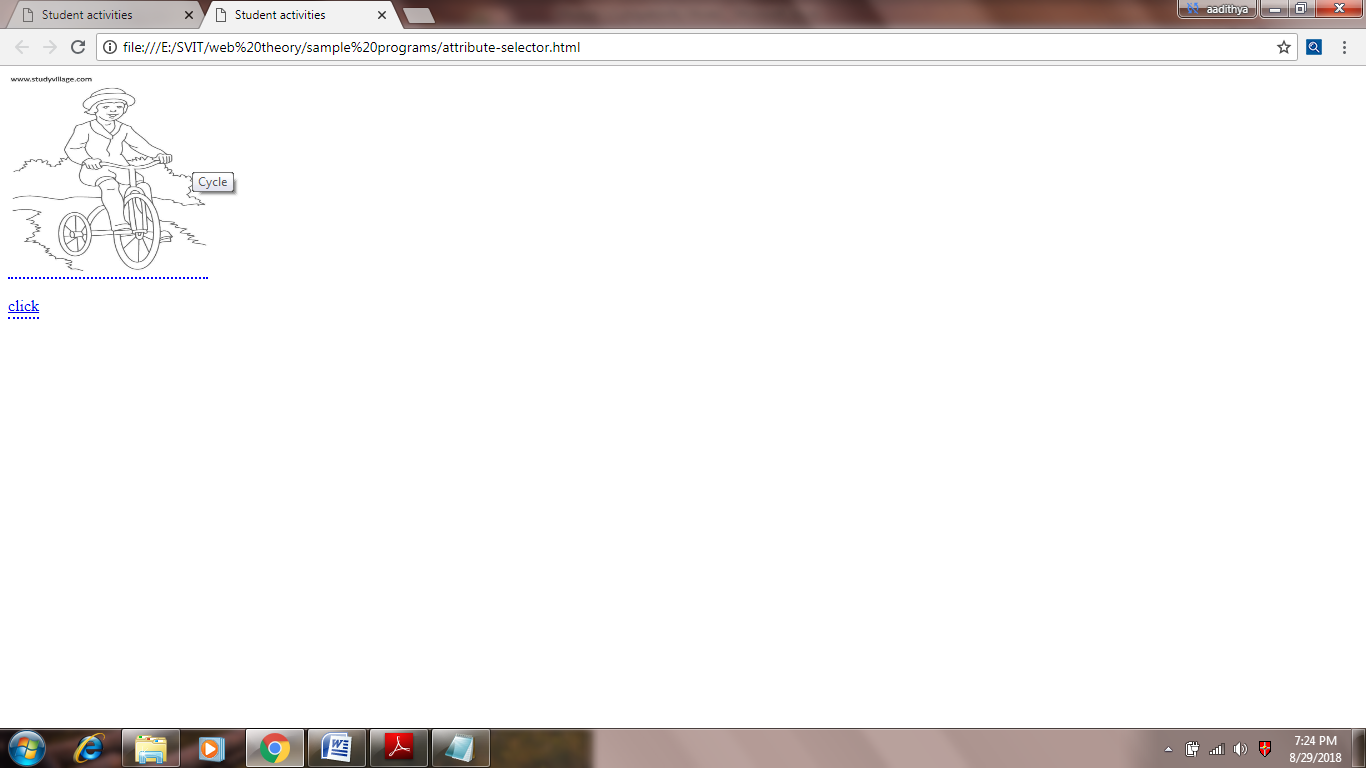 Student activities
Student activities
aadithya
file:///E:/SVIT/web%20theory/sample%20programs/attribute-selector.html
www.studyvillage.com
Cycle
click
7:24 PM
8/29/2018